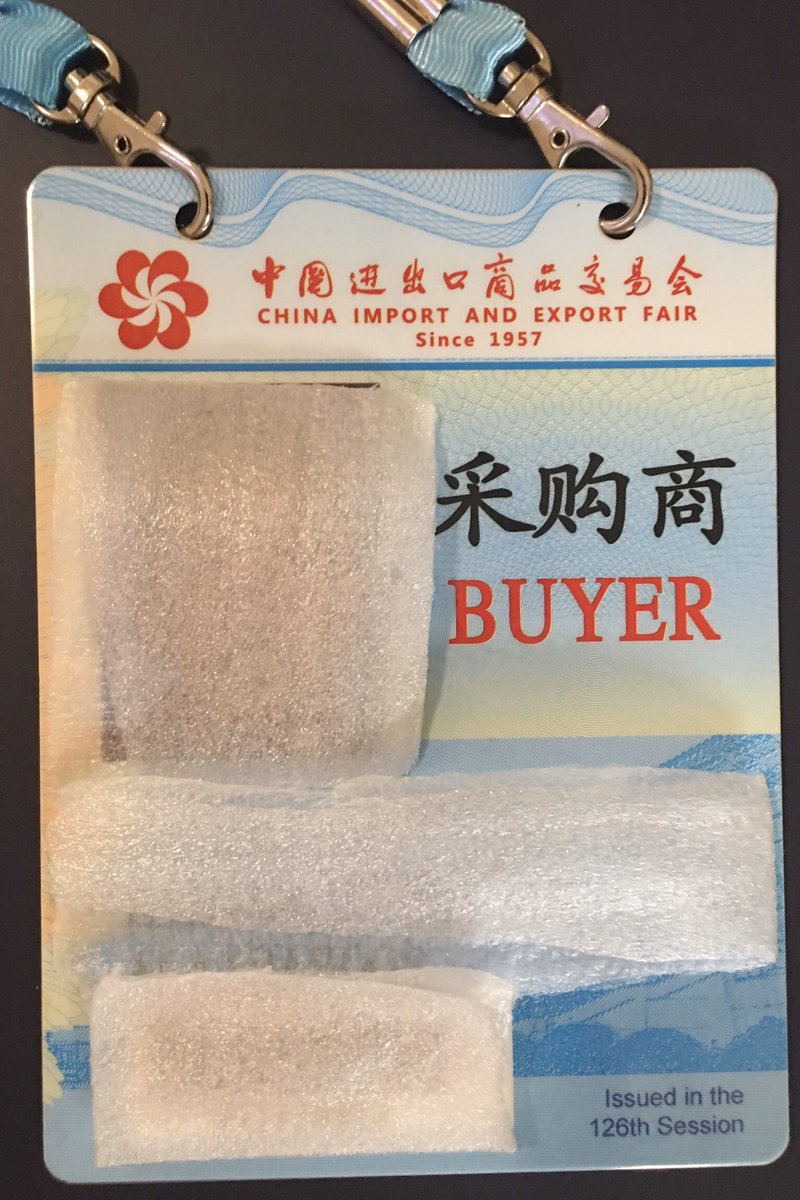 中国进出口商品交易会
CHINA IMPORT AND EXPORT FAIR
Since 1957
采购商
BUYER
Issued in the
126th Session